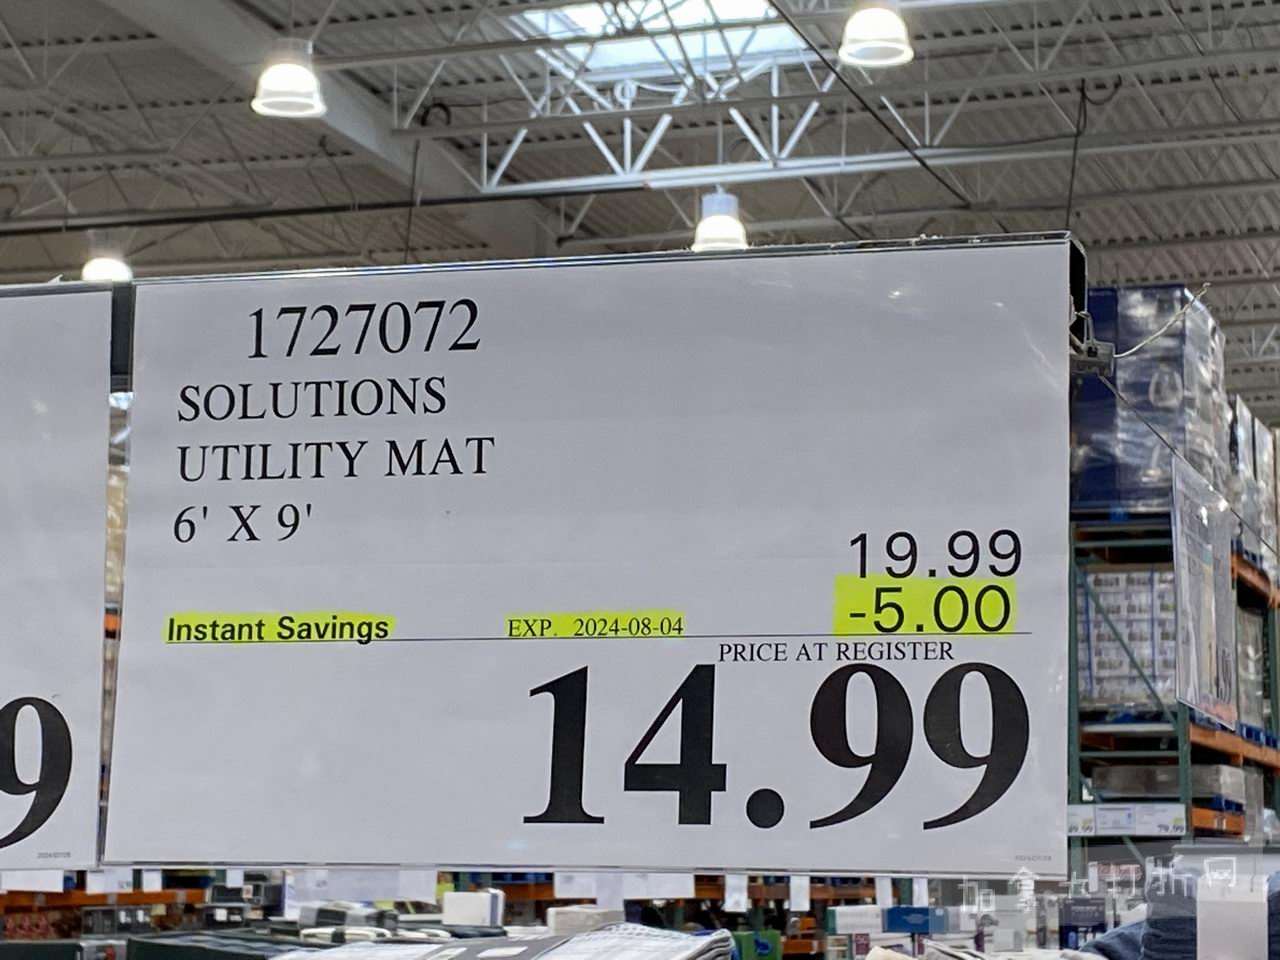 1727072
SOLUTIONS
UTILITY MAT
6' X 9'
19.99
-5.00
Instant Savings
EXP. 2024-08-04
PRICE AT REGISTER
14.99
9
加拿大打折网